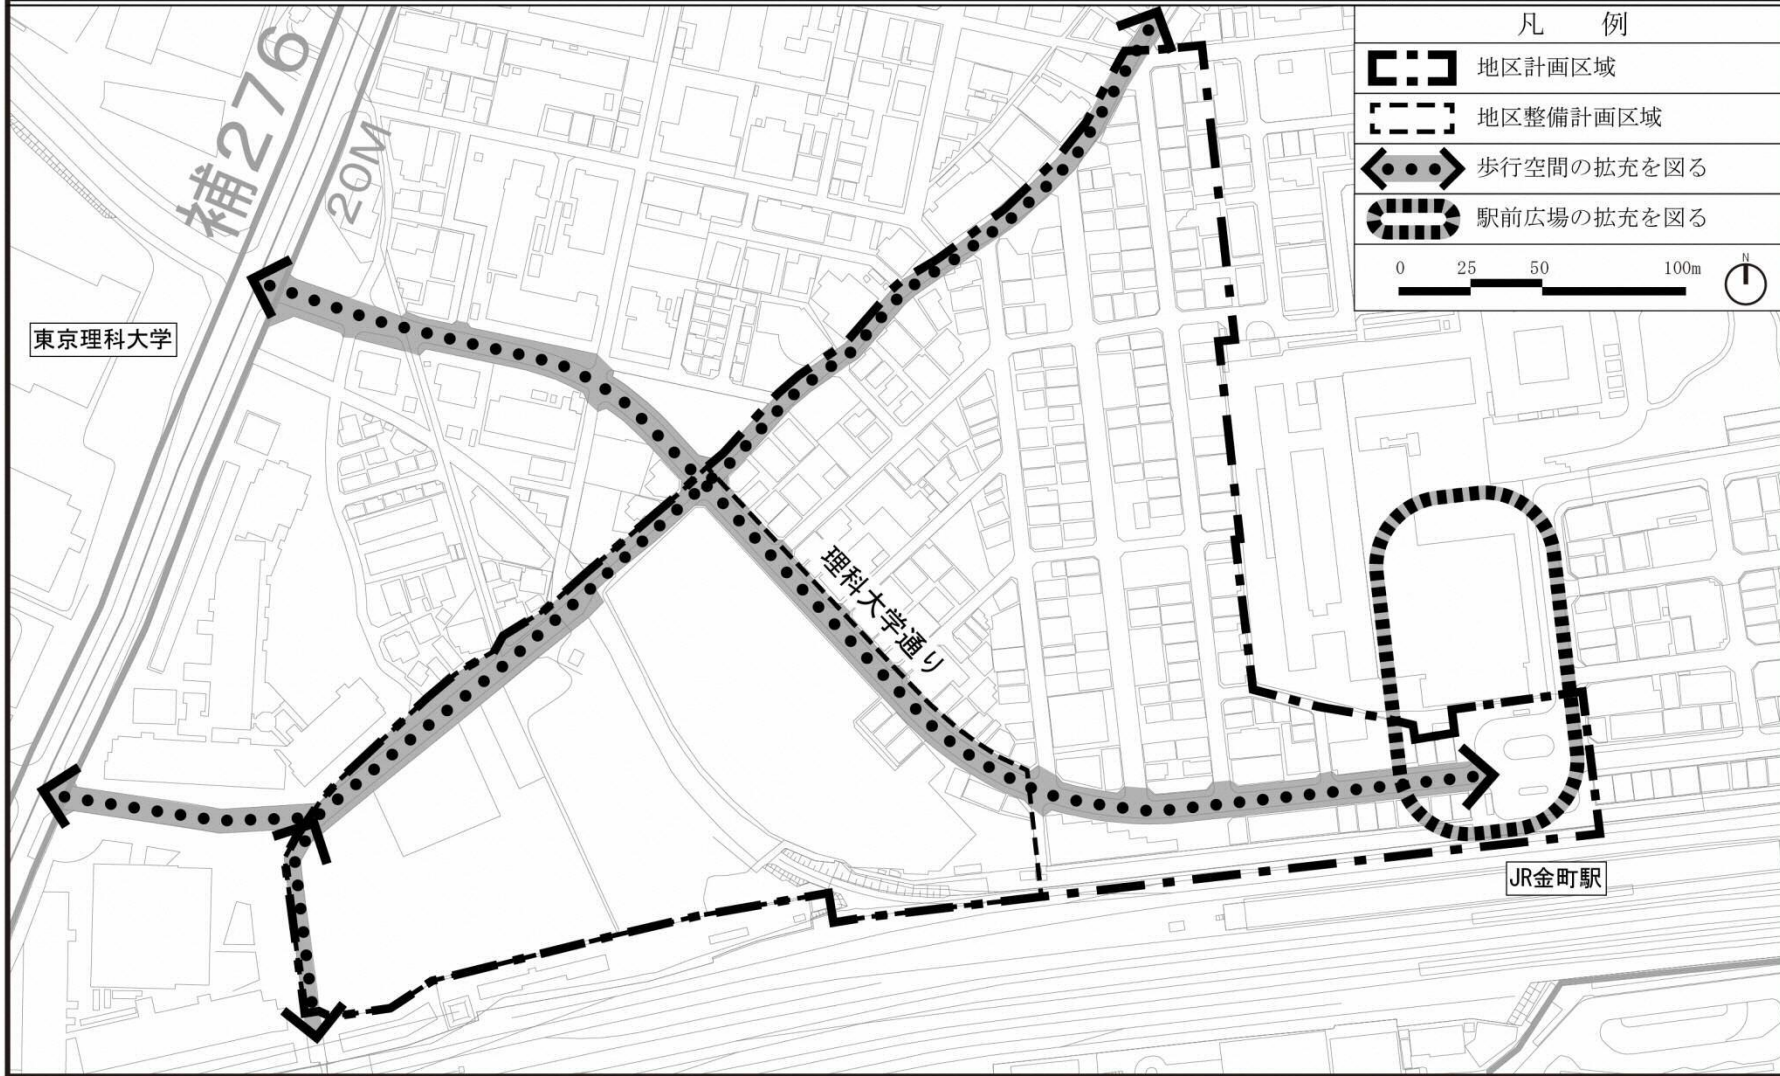 凡 例
地区計画区域
地区整備計画区域
歩行空間の拡充を図る
駅前広場の拡充を図る
0 25 50 100m
N
補276
20M
東京理科大学
理科大学通り
JR金町駅